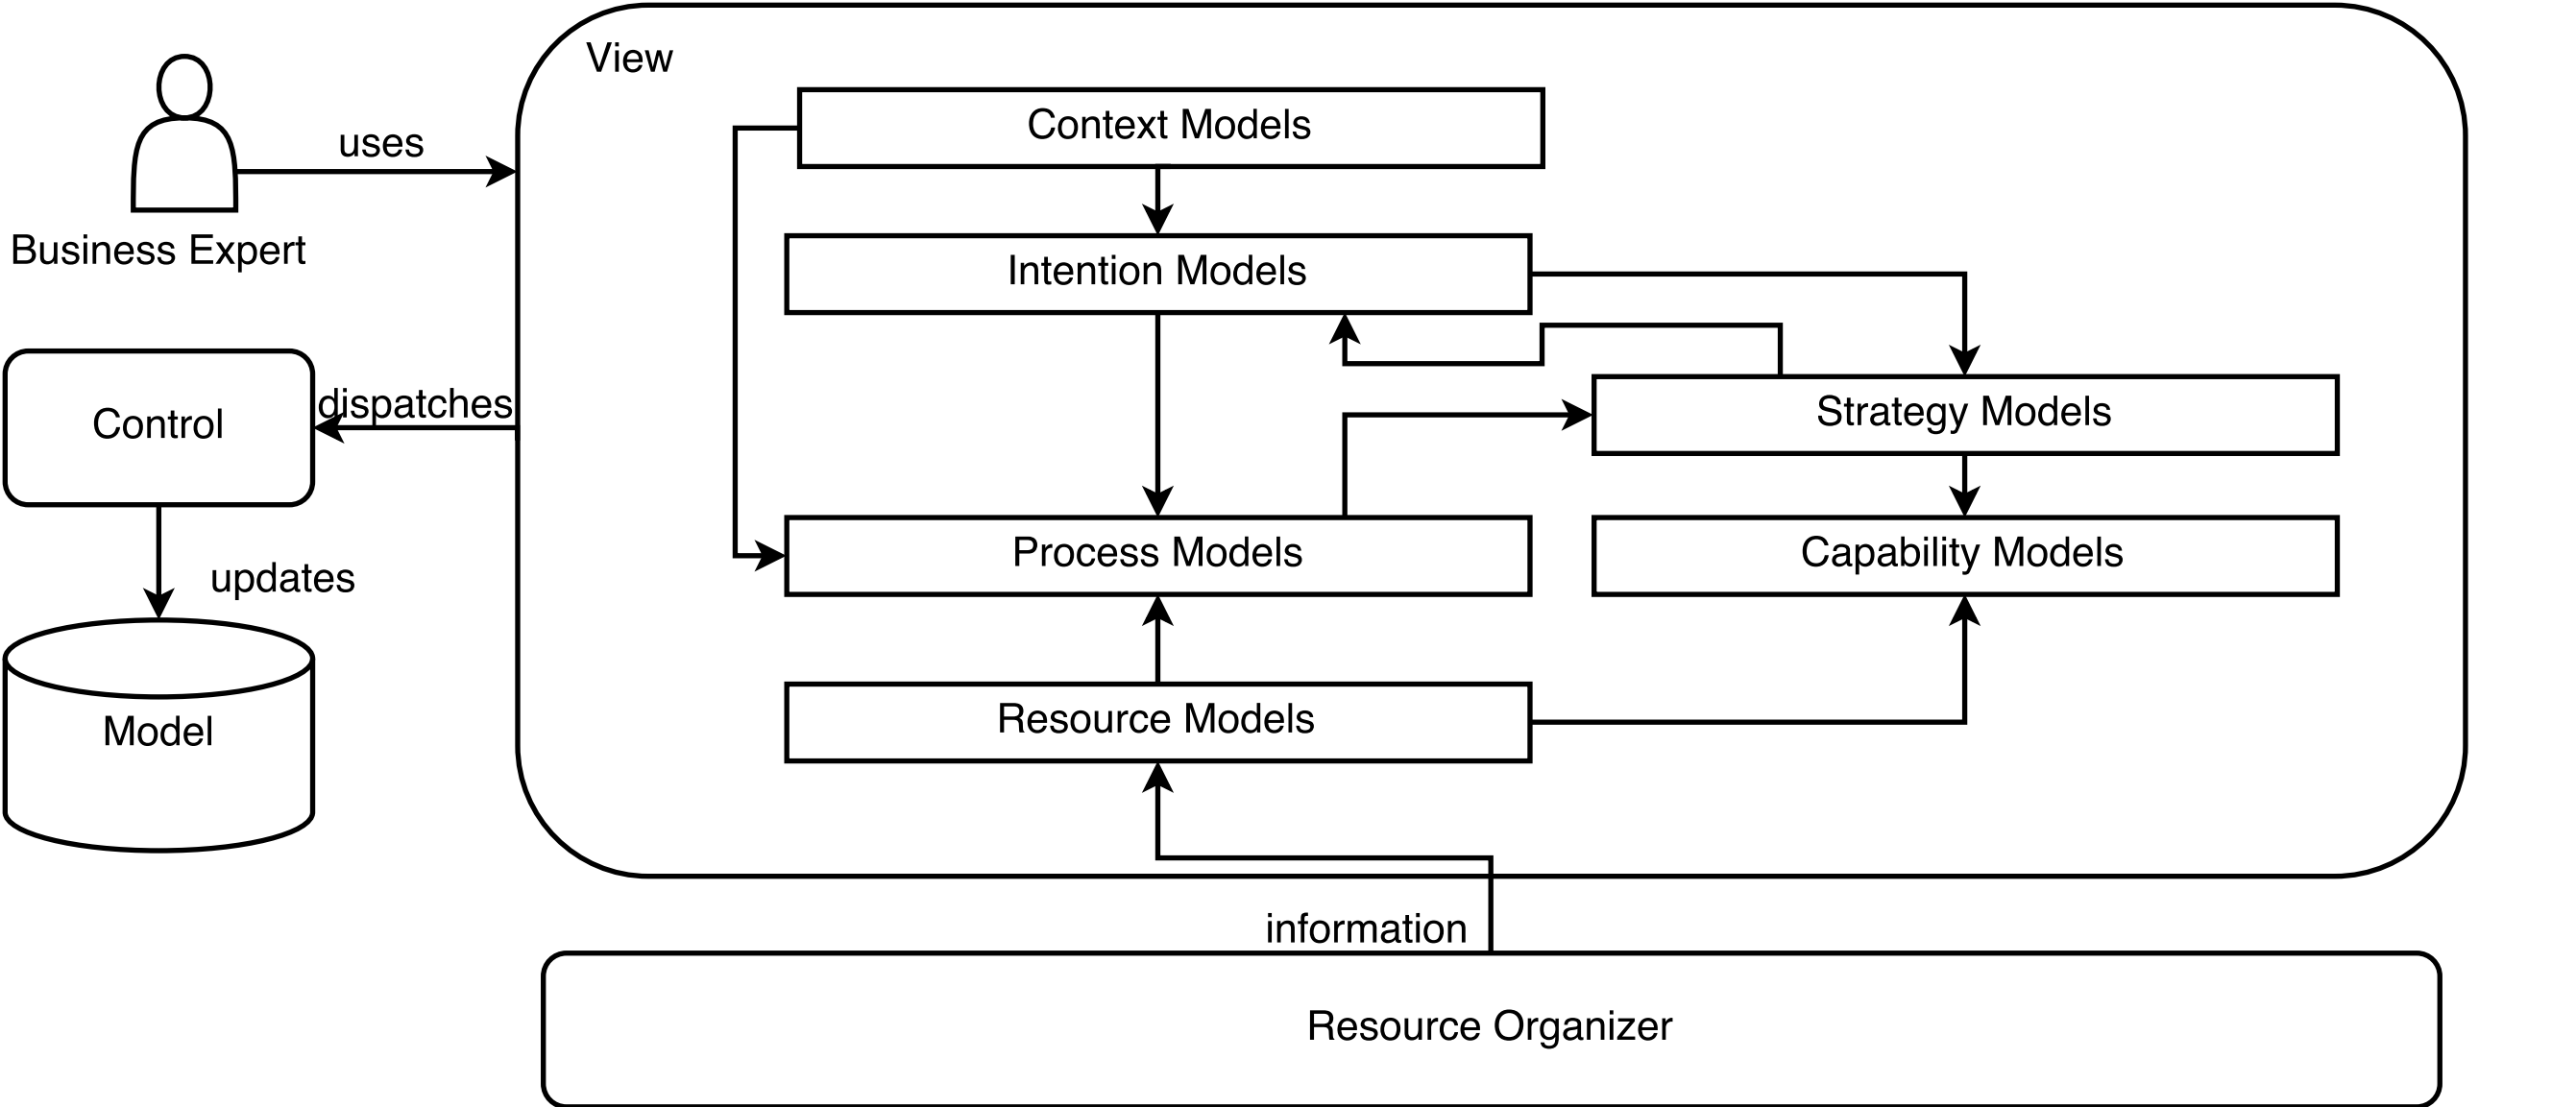 View
Context Models
uses
Business Expert
Intention Models
Control
dispatches
Strategy Models
Process Models
Capability Models
updates
Resource Models
Model
information
Resource Organizer